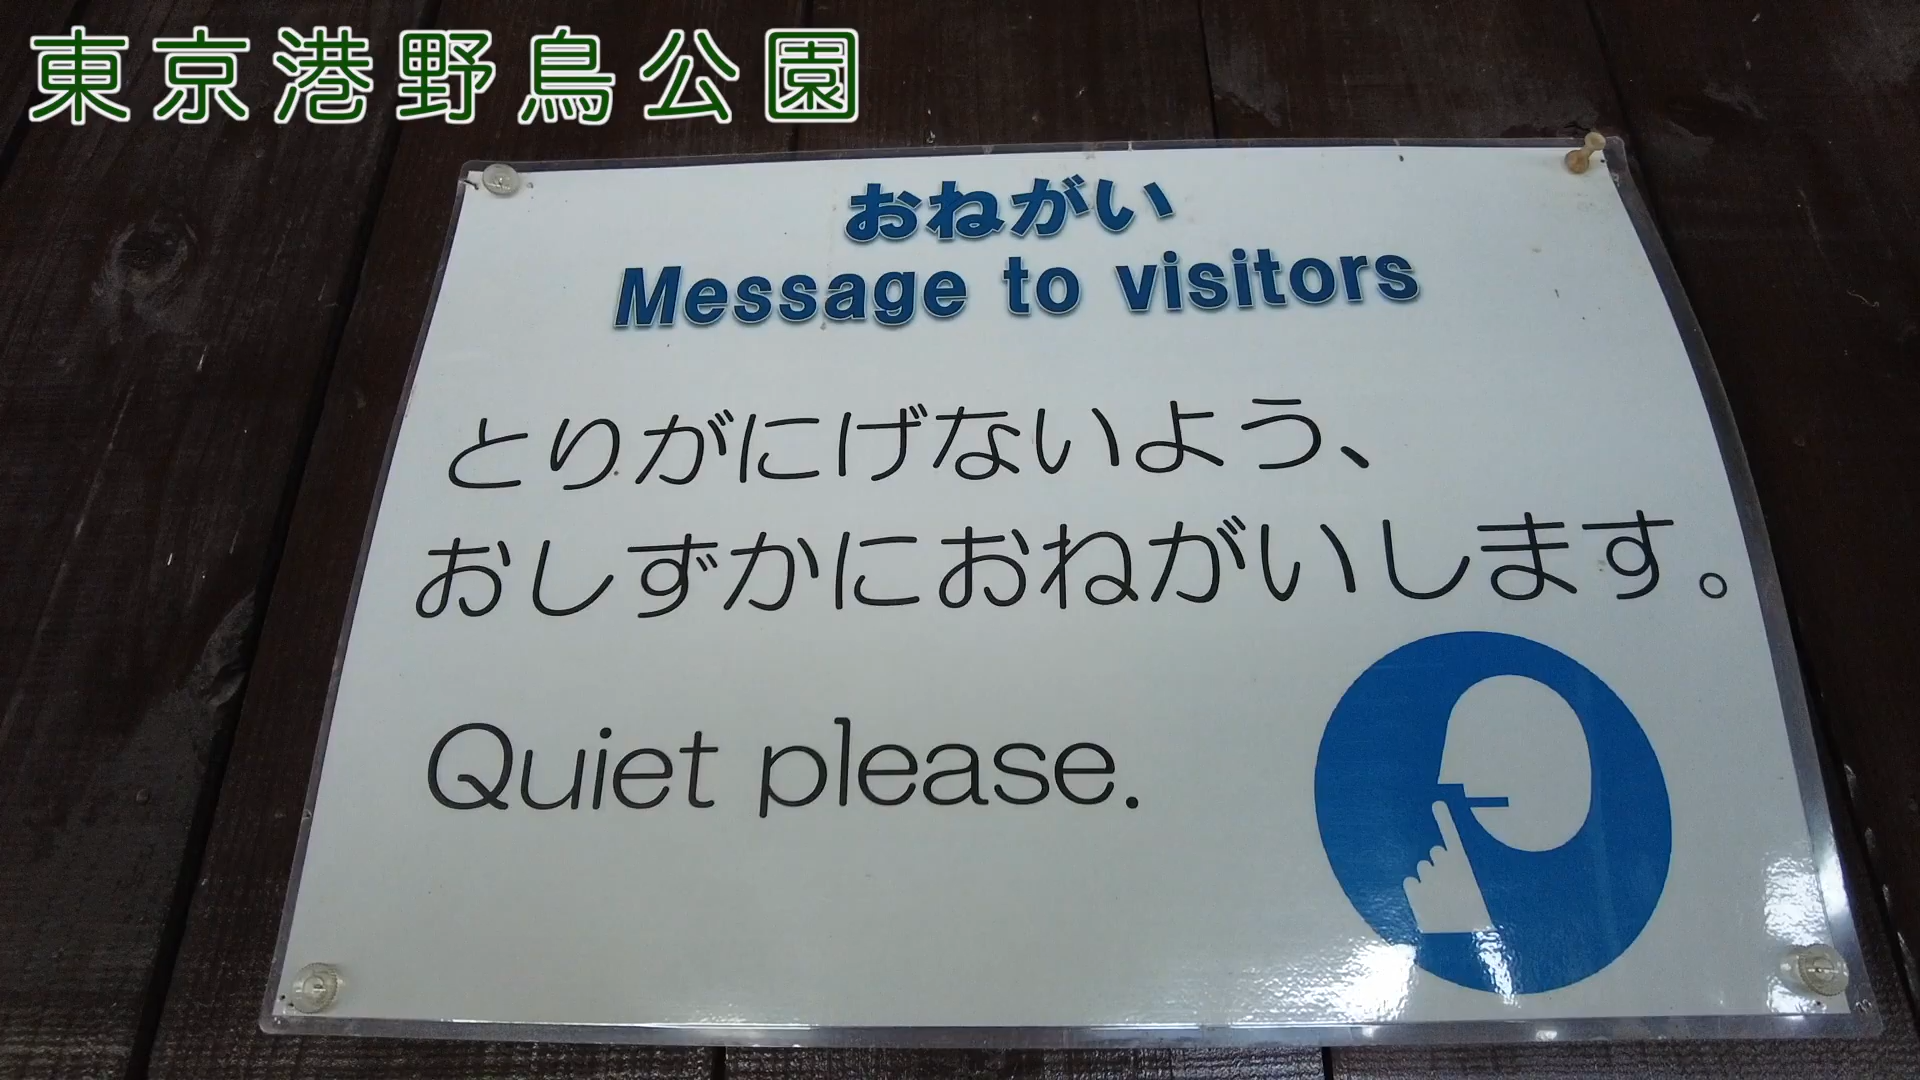 東京港野鳥公園
おねがい
Message to visitors
とりがにげないよう、
おしずかにおねがいします。
Quiet please.